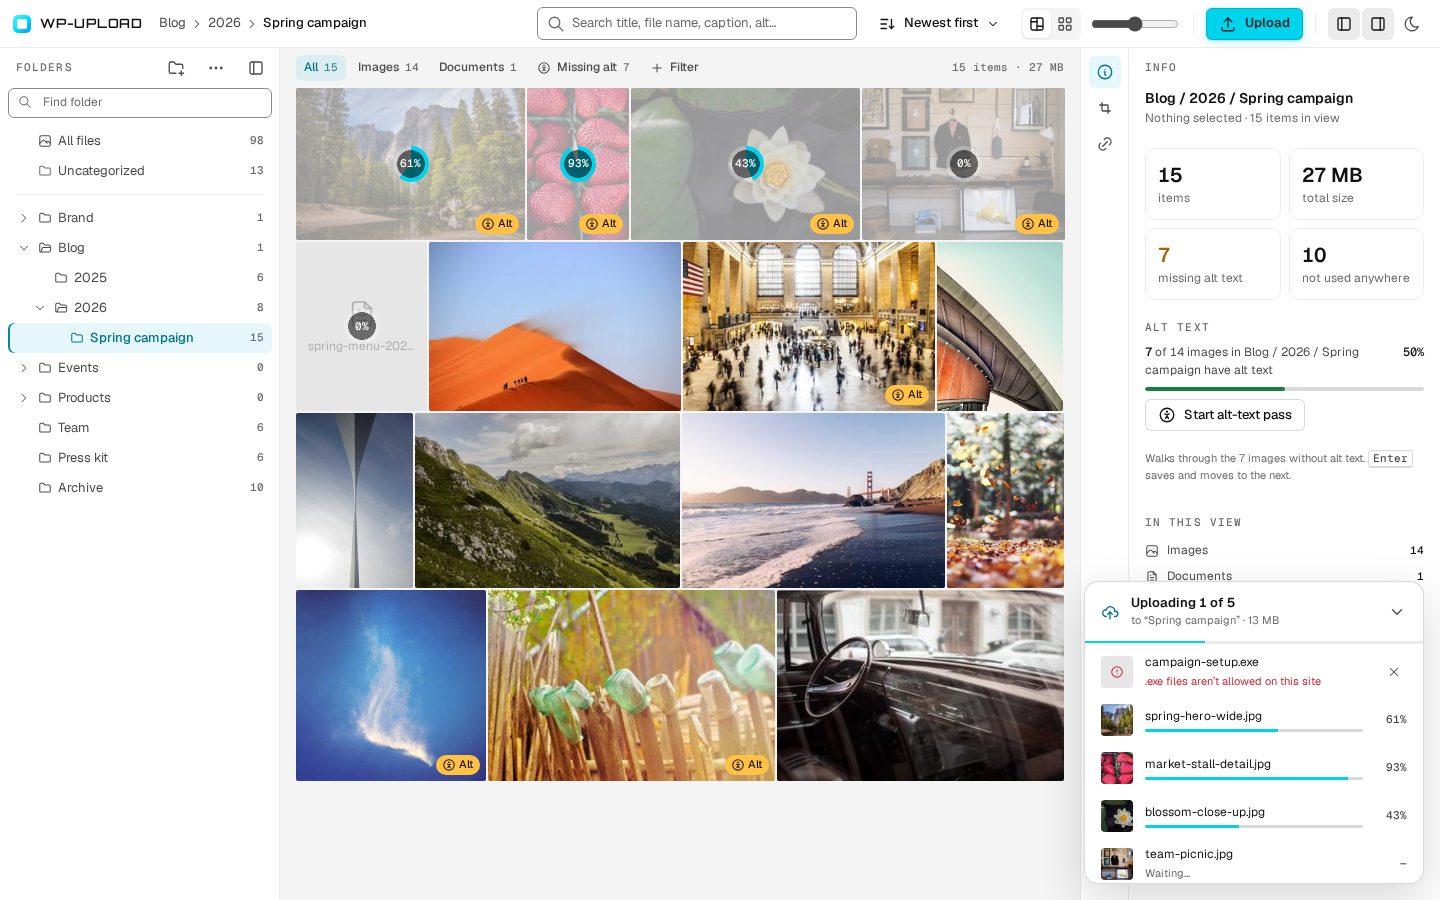 WP-UPLOAD
Blog > 2026 > Spring campaign
Search title, file name, caption, alt...
Newest first
Upload
FOLDERS
Find folder
All files 98
Uncategorized 13
Brand 1
Blog 1
2025 6
2026 8
Spring campaign 15
Events 0
Products 0
Team 6
Press kit 6
Archive 10
All 15
Images 14
Documents 1
Missing alt 7
Filter
15 items · 27 MB
61%
Alt
93%
Alt
43%
Alt
0%
Alt
0%
spring-menu-202...
Alt
Alt
Alt
INFO
Blog / 2026 / Spring campaign
Nothing selected · 15 items in view
15
items
27 MB
total size
7
missing alt text
10
not used anywhere
ALT TEXT
7 of 14 images in Blog / 2026 / Spring
campaign have alt text
50%
Start alt-text pass
Walks through the 7 images without alt text. Enter
saves and moves to the next.
IN THIS VIEW
Images 14
Documents 1
Uploading 1 of 5
to “Spring campaign” · 13 MB
campaign-setup.exe
.exe files aren’t allowed on this site
spring-hero-wide.jpg
61%
market-stall-detail.jpg
93%
blossom-close-up.jpg
43%
team-picnic.jpg
Waiting...
–